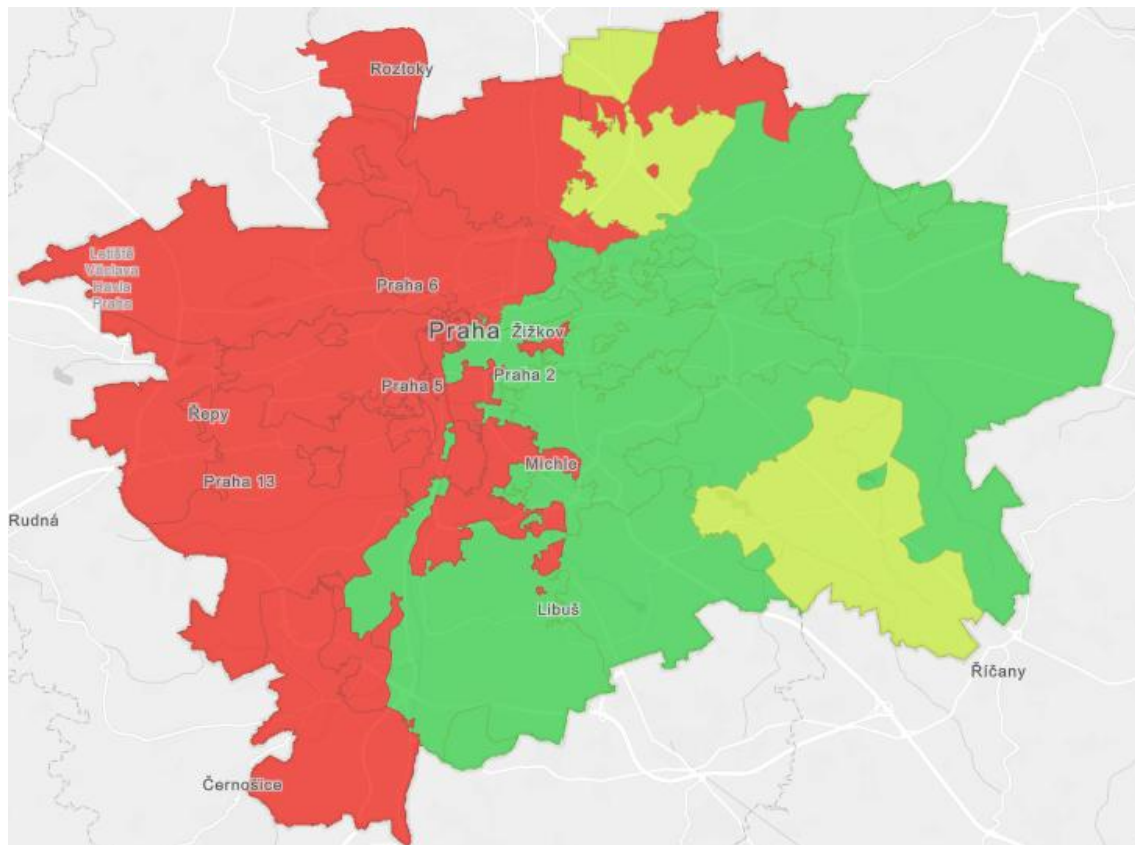 Roztoky
Letiště
Václava
Havla
Praha
Praha 6
Praha
Žižkov
Praha 2
Praha 5
Řepy
Michle
Praha 13
Rudná
Libuš
Říčany
Černošice